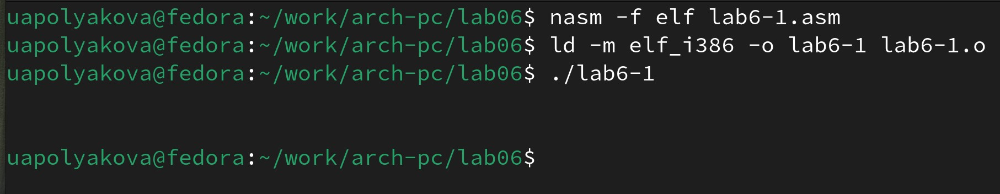 uapolyakova@fedora:~/work/arch-pc/lab06$ nasm -f elf lab6-1.asm
uapolyakova@fedora:~/work/arch-pc/lab06$ ld -m elf_i386 -o lab6-1 lab6-1.o
uapolyakova@fedora:~/work/arch-pc/lab06$ ./lab6-1
uapolyakova@fedora:~/work/arch-pc/lab06$